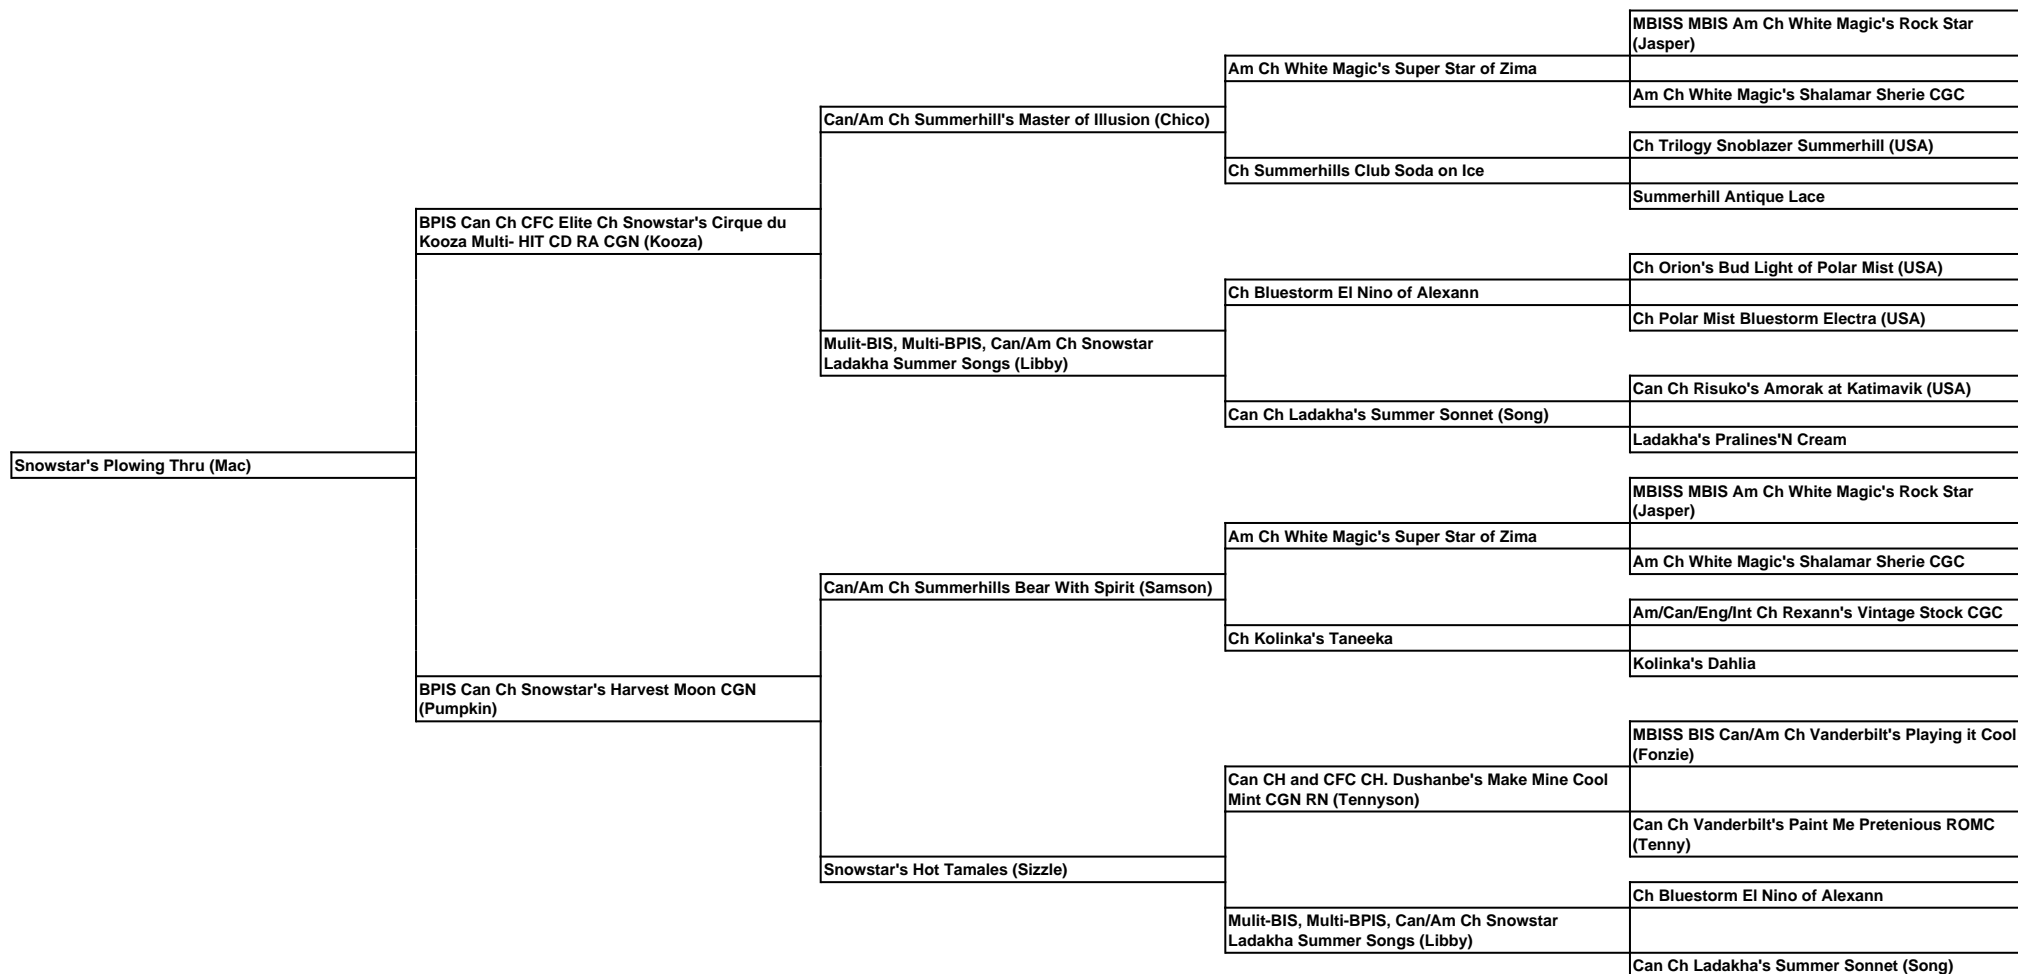 MBISS MBIS Am Ch White Magic's Rock Star
(Jasper)
Am Ch White Magic's Super Star of Zima
Am Ch White Magic's Shalamar Sherie CGC
Can/Am Ch Summerhill's Master of Illusion (Chico)
Ch Trilogy Snoblazer Summerhill (USA)
Ch Summerhills Club Soda on Ice
Summerhill Antique Lace
BPIS Can Ch CFC Elite Ch Snowstar's Cirque du
Kooza Multi- HIT CD RA CGN (Kooza)
Ch Orion's Bud Light of Polar Mist (USA)
Ch Bluestorm El Nino of Alexann
Ch Polar Mist Bluestorm Electra (USA)
Mulit-BIS, Multi-BPIS, Can/Am Ch Snowstar
Ladakha Summer Songs (Libby)
Can Ch Risuko's Amorak at Katimavik (USA)
Can Ch Ladakha's Summer Sonnet (Song)
Ladakha's Pralines'N Cream
Snowstar's Plowing Thru (Mac)
MBISS MBIS Am Ch White Magic's Rock Star
(Jasper)
Am Ch White Magic's Super Star of Zima
Am Ch White Magic's Shalamar Sherie CGC
Can/Am Ch Summerhills Bear With Spirit (Samson)
Am/Can/Eng/Int Ch Rexann's Vintage Stock CGC
Ch Kolinka's Taneeka
Kolinka's Dahlia
BPIS Can Ch Snowstar's Harvest Moon CGN
(Pumpkin)
MBISS BIS Can/Am Ch Vanderbilt's Playing it Cool
(Fonzie)
Can CH and CFC CH. Dushanbe's Make Mine Cool
Mint CGN RN (Tennyson)
Can Ch Vanderbilt's Paint Me Pretenious ROMC
(Tenny)
Snowstar's Hot Tamales (Sizzle)
Ch Bluestorm El Nino of Alexann
Mulit-BIS, Multi-BPIS, Can/Am Ch Snowstar
Ladakha Summer Songs (Libby)
Can Ch Ladakha's Summer Sonnet (Song)